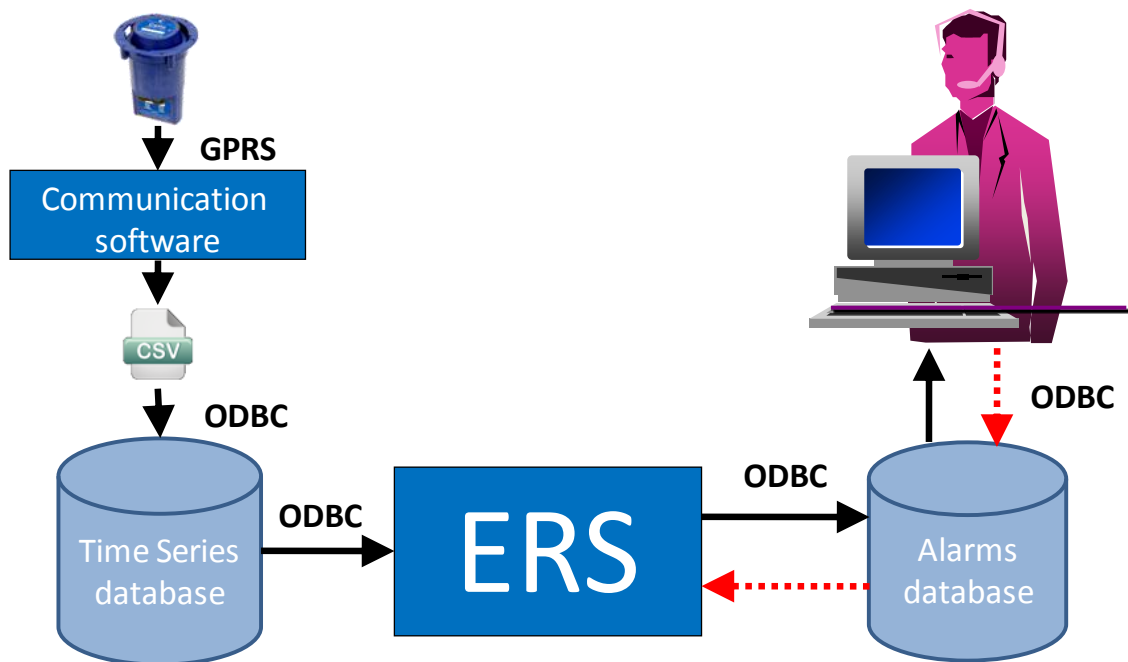 GPRS
Communication
software
CSV
ODBC
Time Series
database
ODBC
ERS
ODBC
ODBC
Alarms
database